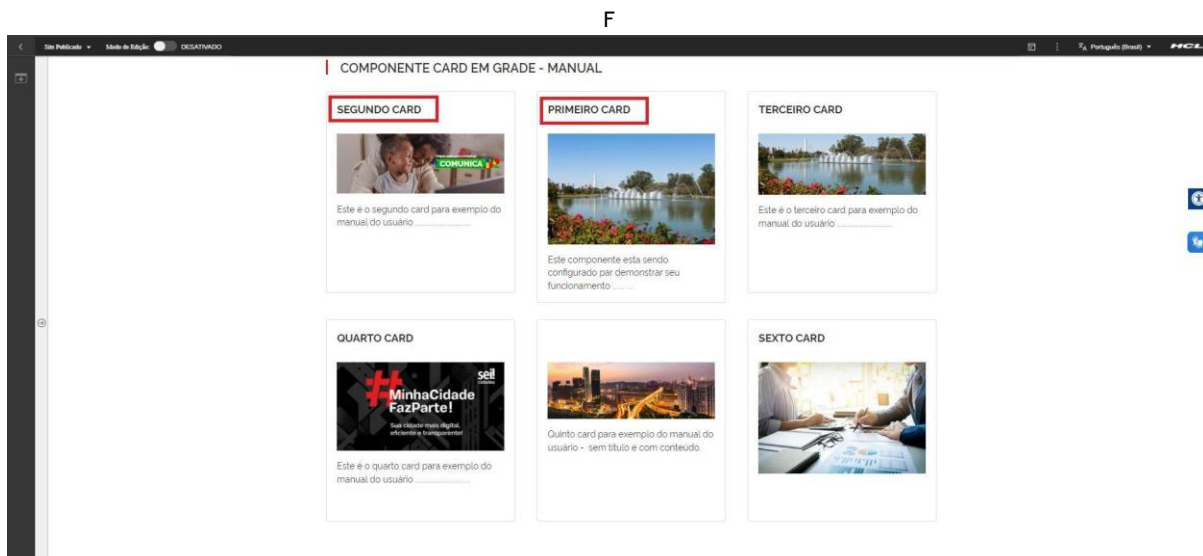 F
Site Publicado
Modo de Edição: DESATIVADO
Português (Brasil)
HCL
COMPONENTE CARD EM GRADE - MANUAL
SEGUNDO CARD
COMUNICA
Este é o segundo card para exemplo do
manual do usuário ............................
PRIMEIRO CARD
Este componente esta sendo
configurado par demonstrar seu
funcionamento ...... ....
TERCEIRO CARD
Este é o terceiro card para exemplo do
manual do usuário ............................
QUARTO CARD
sei!
cidades
#MinhaCidade
FazParte!
Sua cidade mais digital,
eficiente e transparente!
Este é o quarto card para exemplo do
manual do usuário ............................
Quinto card para exemplo do manual do
usuário - sem título e com conteúdo.
SEXTO CARD